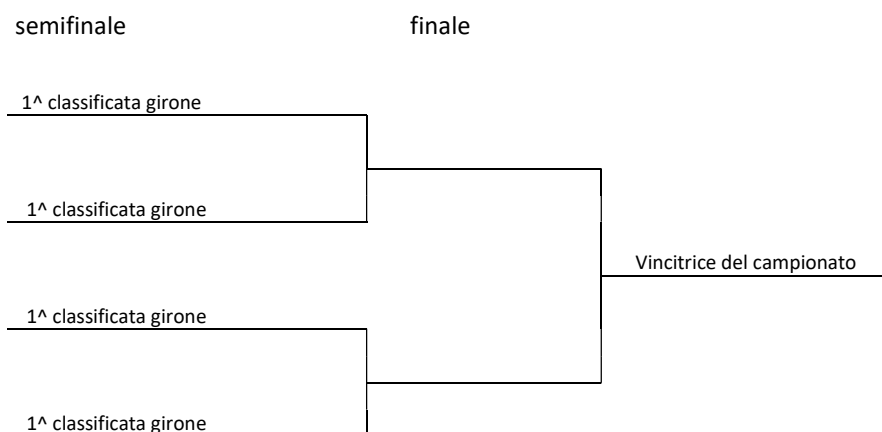 semifinale finale
1^ classificata girone
1^ classificata girone
Vincitrice del campionato
1^ classificata girone
1^ classificata girone